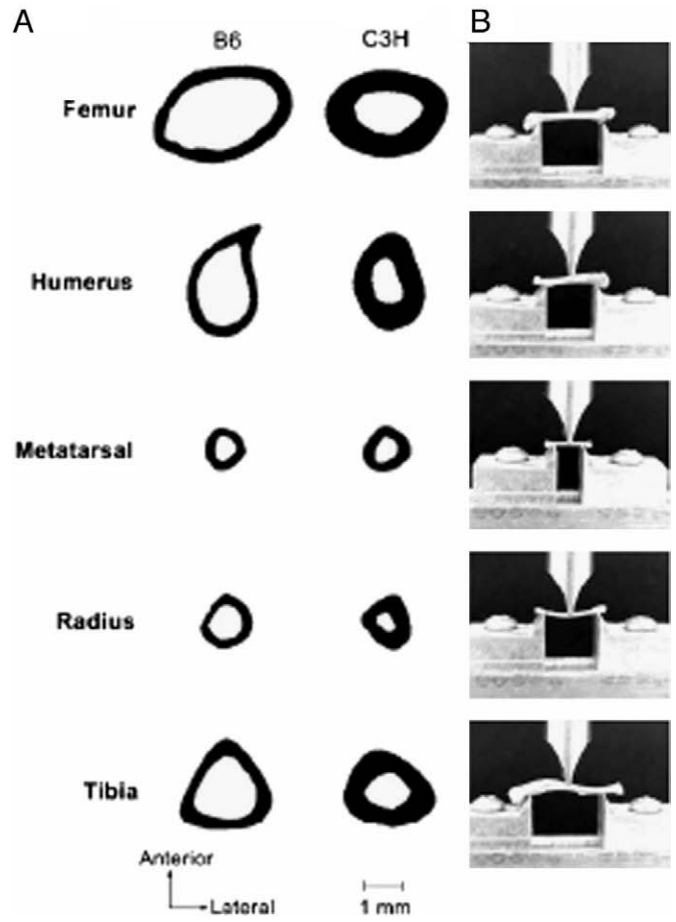 A
B
B6
C3H
Femur
Humerus
Metatarsal
Radius
Tibia
Anterior
Lateral
1 mm